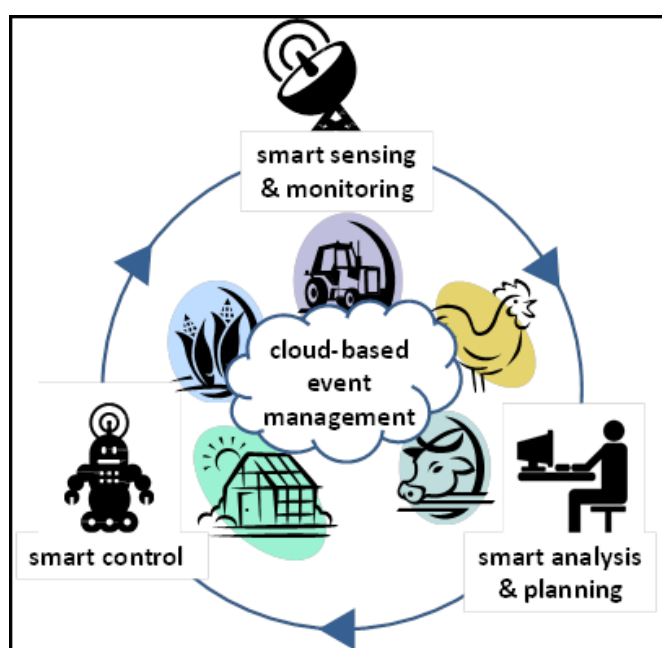 smart sensing
& monitoring
cloud-based
event
management
smart control
smart analysis
& planning